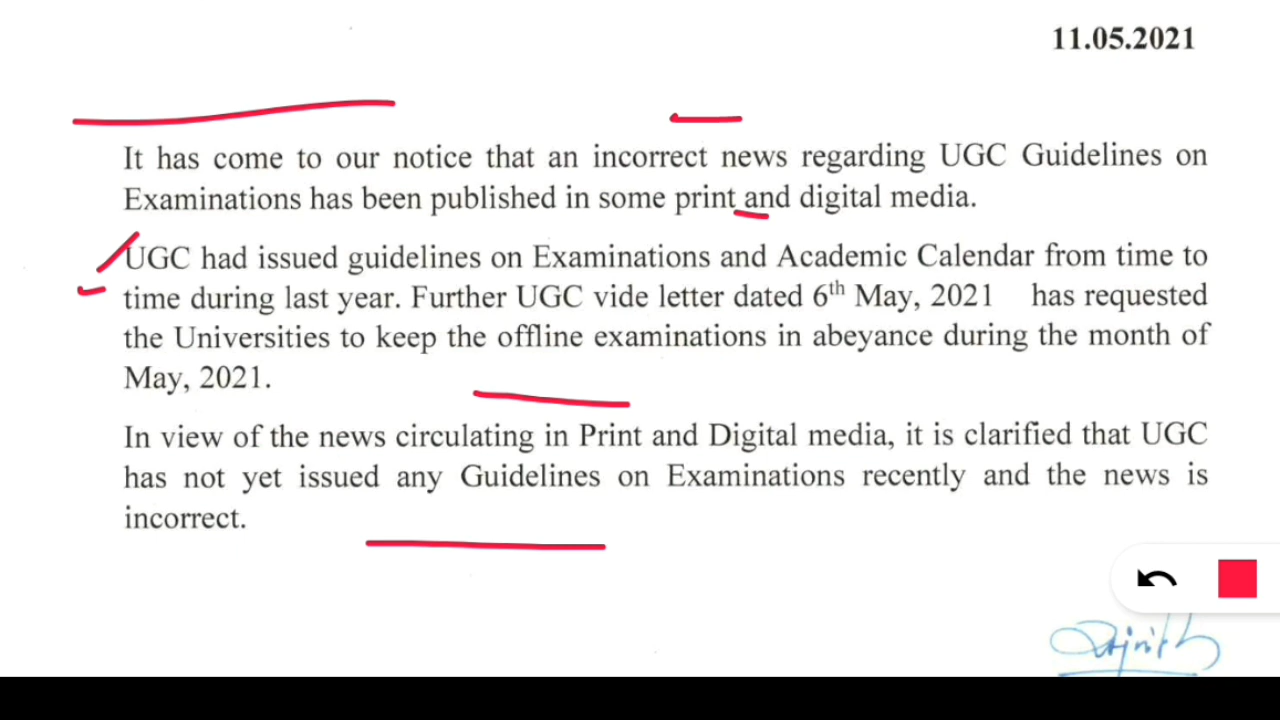 11.05.2021
It has come to our notice that an incorrect news regarding UGC Guidelines on
Examinations has been published in some print and digital media.
UGC had issued guidelines on Examinations and Academic Calendar from time to
time during last year. Further UGC vide letter dated 6th May, 2021 has requested
the Universities to keep the offline examinations in abeyance during the month of
May, 2021.
In view of the news circulating in Print and Digital media, it is clarified that UGC
has not yet issued any Guidelines on Examinations recently and the news is
incorrect.